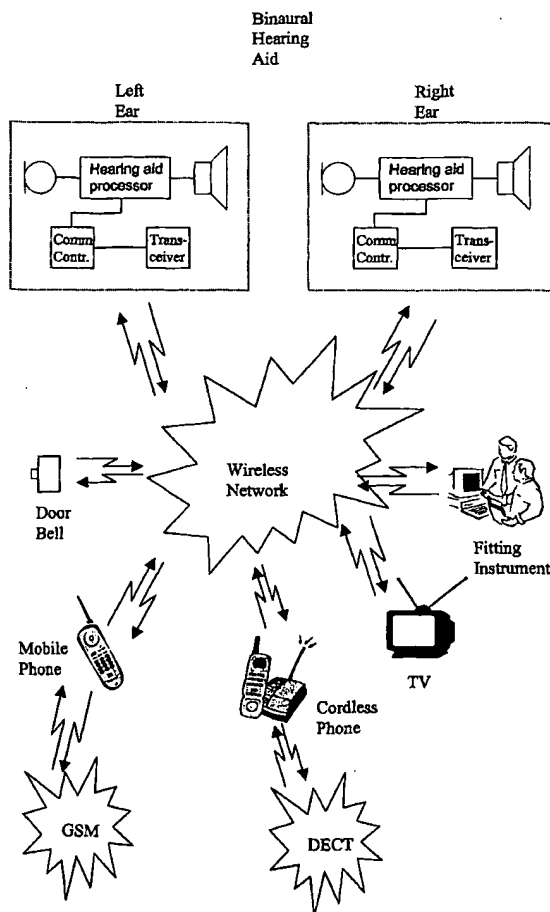 Binaural
Hearing
Aid
Left
Ear
Right
Ear
Hearing aid
processor
Comm
Contr.
Trans-
ceiver
Hearing aid
processor
Comm
Contr.
Trans-
ceiver
Wireless
Network
Door
Bell
Fitting
Instrument
Mobile
Phone
TV
Cordless
Phone
GSM
DECT